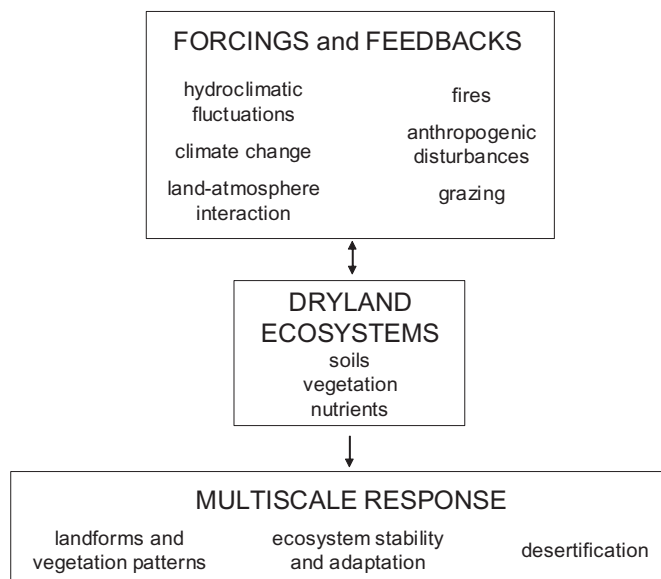 FORCINGS and FEEDBACKS
hydroclimatic
fluctuations
climate change
land-atmosphere
interaction
fires
anthropogenic
disturbances
grazing
DRYLAND
ECOSYSTEMS
soils
vegetation
nutrients
MULTISCALE RESPONSE
landforms and
vegetation patterns
ecosystem stability
and adaptation
desertification